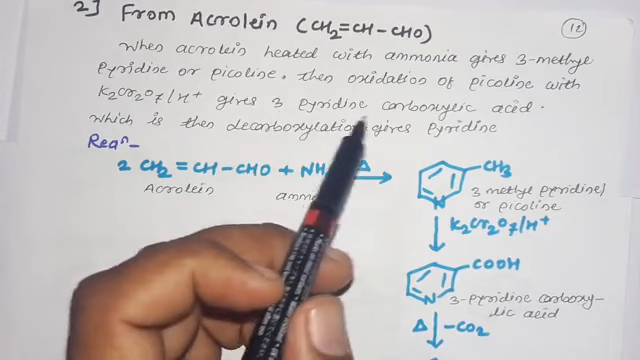 2] From Acrolein (CH2=CH-CHO)
12
When acrolein heated with ammonia gives 3-methyl
pyridine or picoline. then oxidation of picoline with
K2Cr2O7/H+ gives 3 pyridine carboxylic acid.
which is then decarboxylation gives pyridine
Reaⁿ-
2 CH2=CH-CHO + NH Δ
Acrolein
CH3
N
3 methyl pyridine/
or picoline
K2Cr2O7/H+
COOH
N
3-pyridine carboxy-
lic acid
Δ -CO2